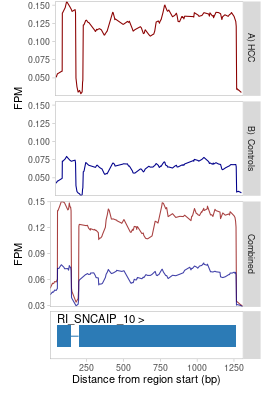 0.150
0.125
0.100
0.075
0.050
A) HCC
0.150
0.125
0.100
0.075
0.050
B) Controls
FPM
0.15
0.12
0.09
0.06
0.03
Combined
FPM
RI_SNCAIP_10 >
250 500 750 1000 1250
Distance from region start (bp)